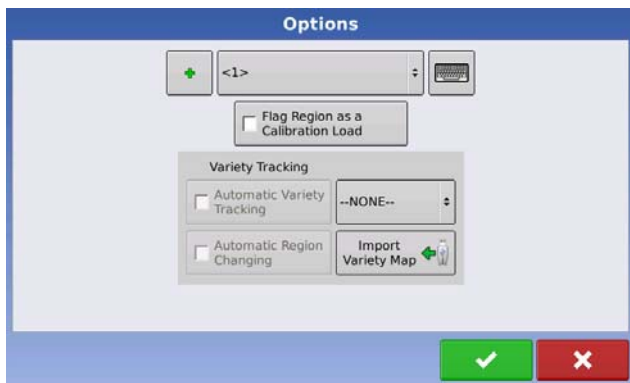 Options
<1>
Flag Region as a
Calibration Load
Variety Tracking
Automatic Variety
Tracking
--NONE--
Automatic Region
Changing
Import
Variety Map